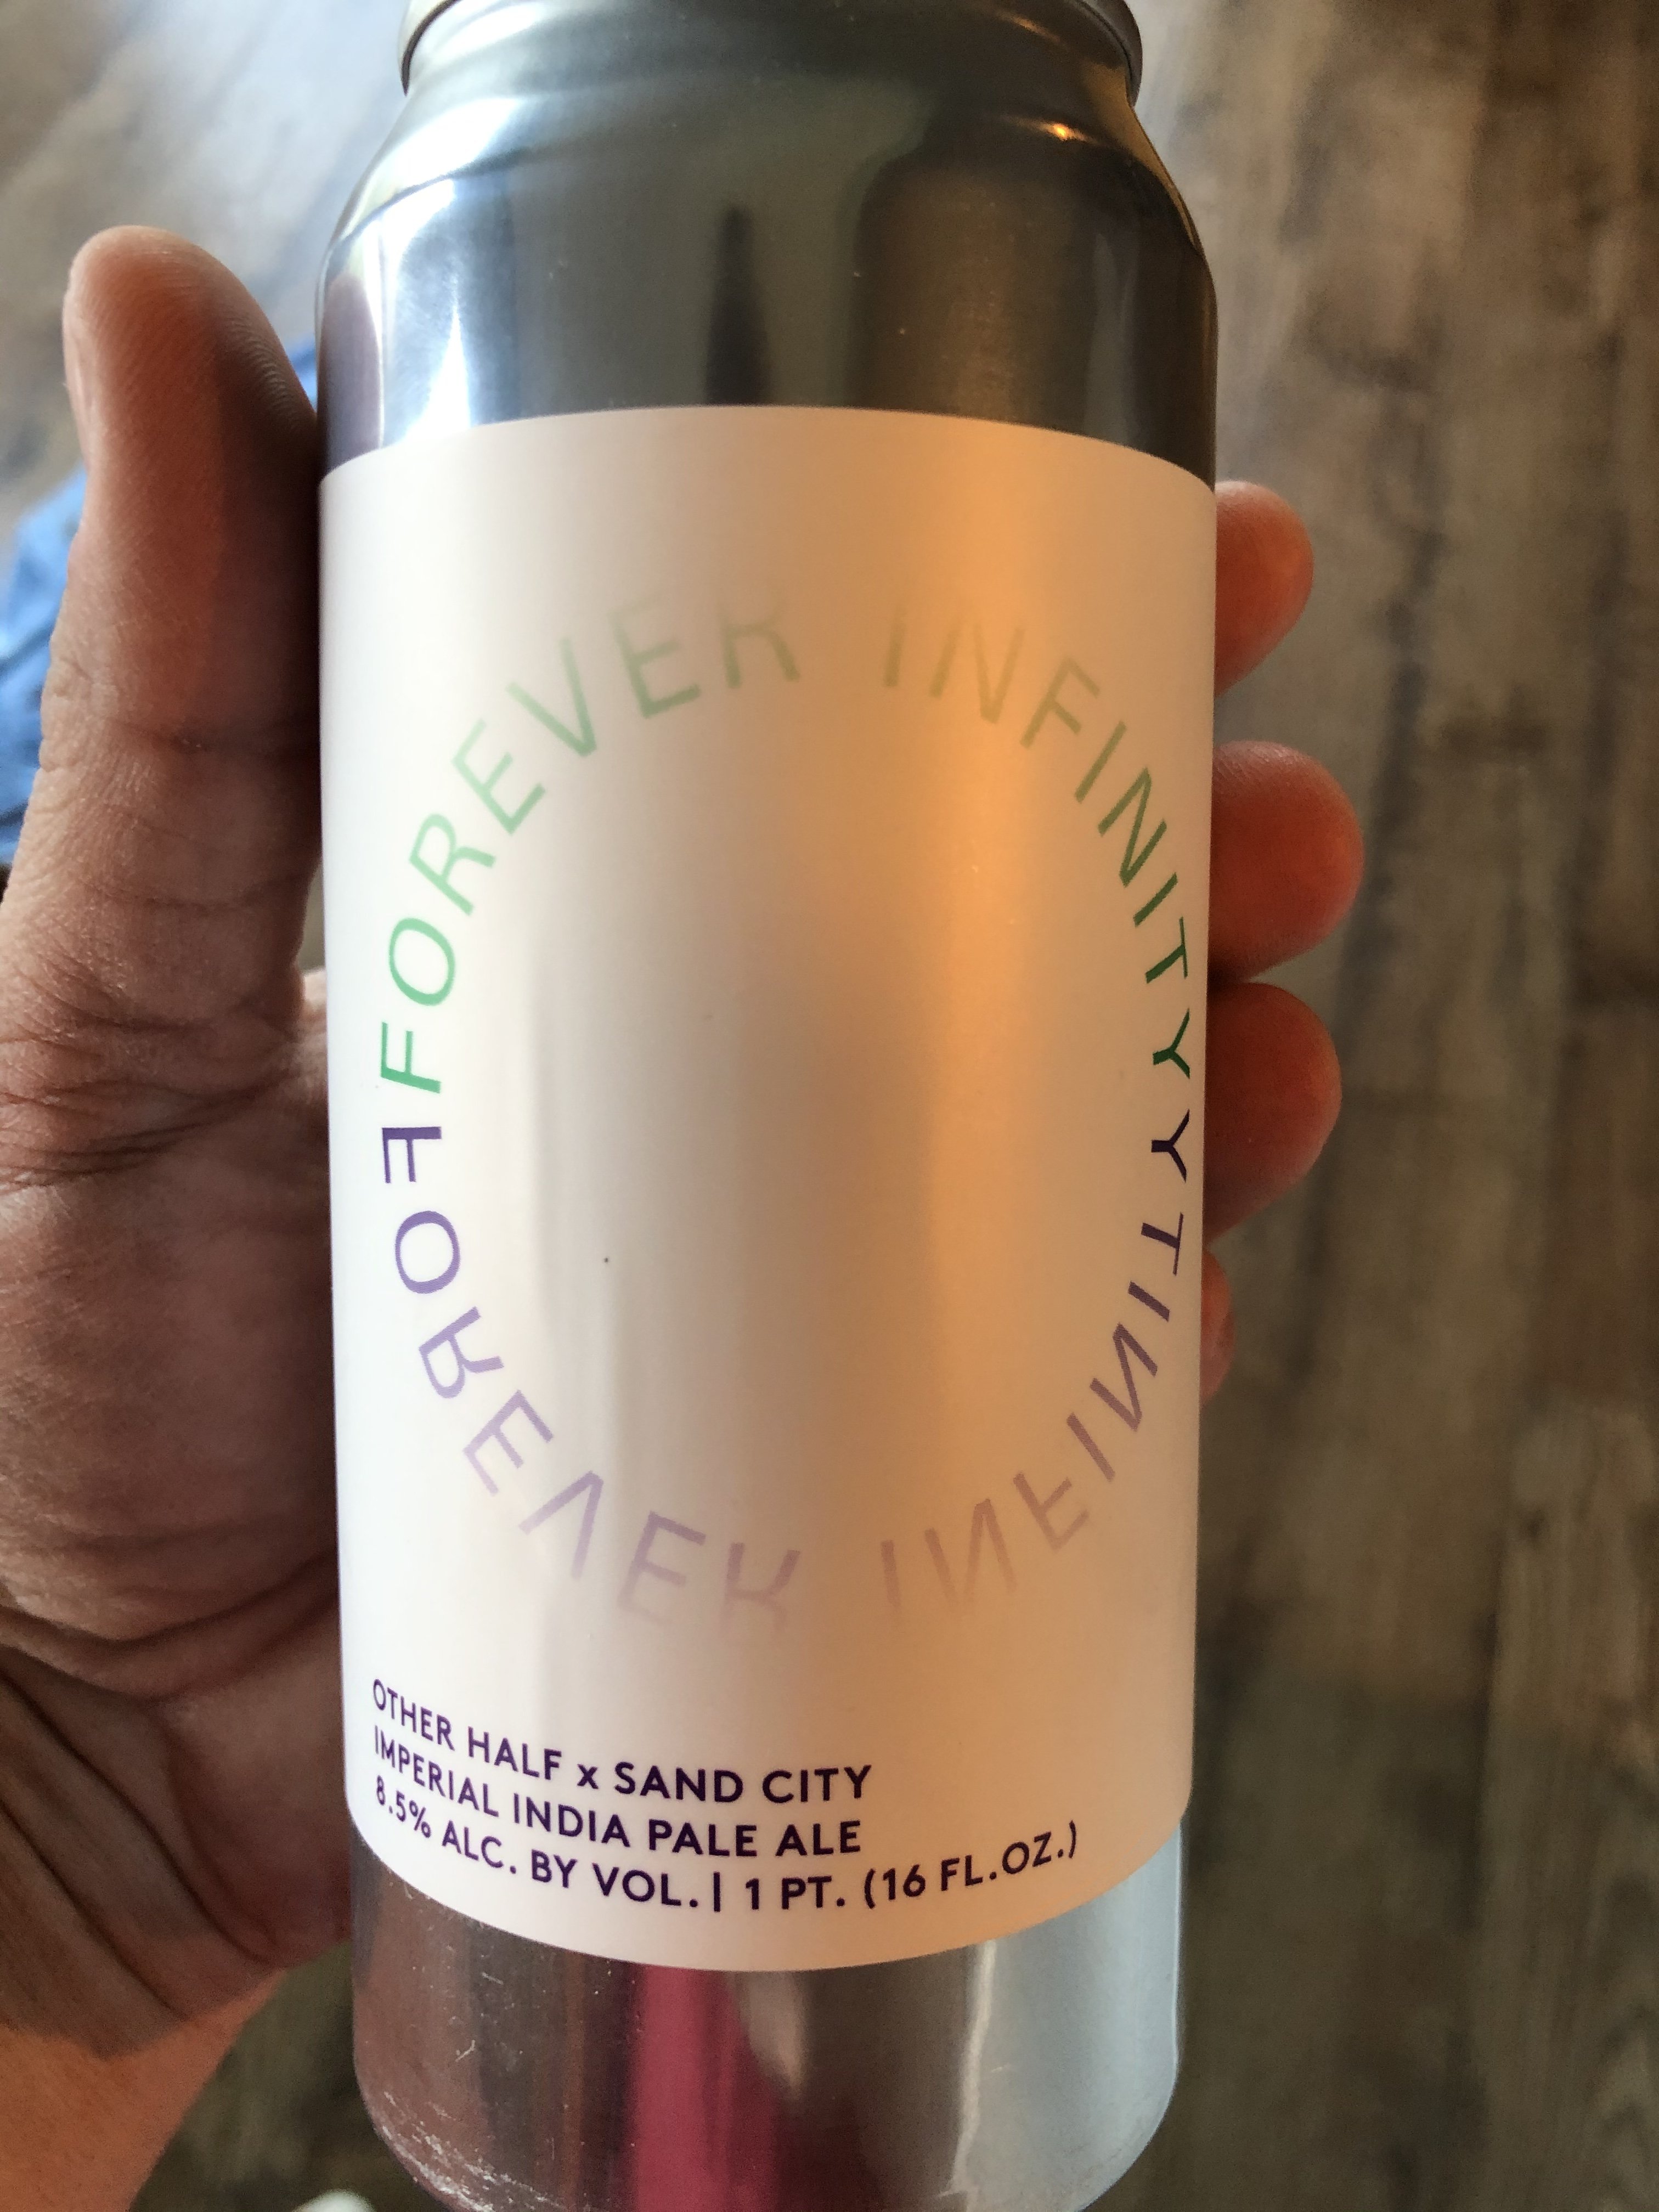 FOREVER INFINITY
FOREVER INFINITY
OTHER HALF x SAND CITY
IMPERIAL INDIA PALE ALE
8.5% ALC. BY VOL. | 1 PT. (16 FL.OZ.)